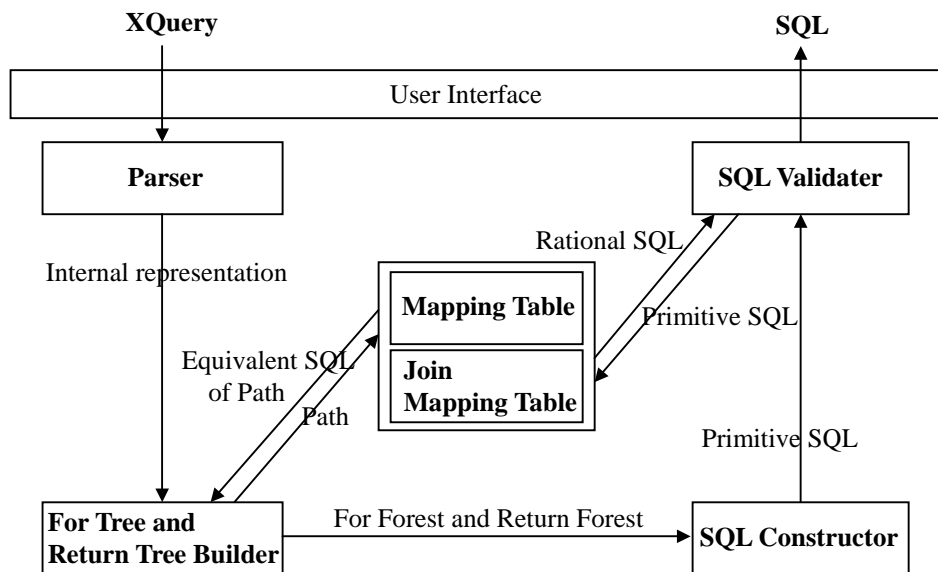 XQuery
SQL
User Interface
Parser
SQL Validater
Rational SQL
Internal representation
Mapping Table
Primitive SQL
Equivalent SQL
of Path
Join
Mapping Table
Path
Primitive SQL
For Tree and
Return Tree Builder
For Forest and Return Forest
SQL Constructor